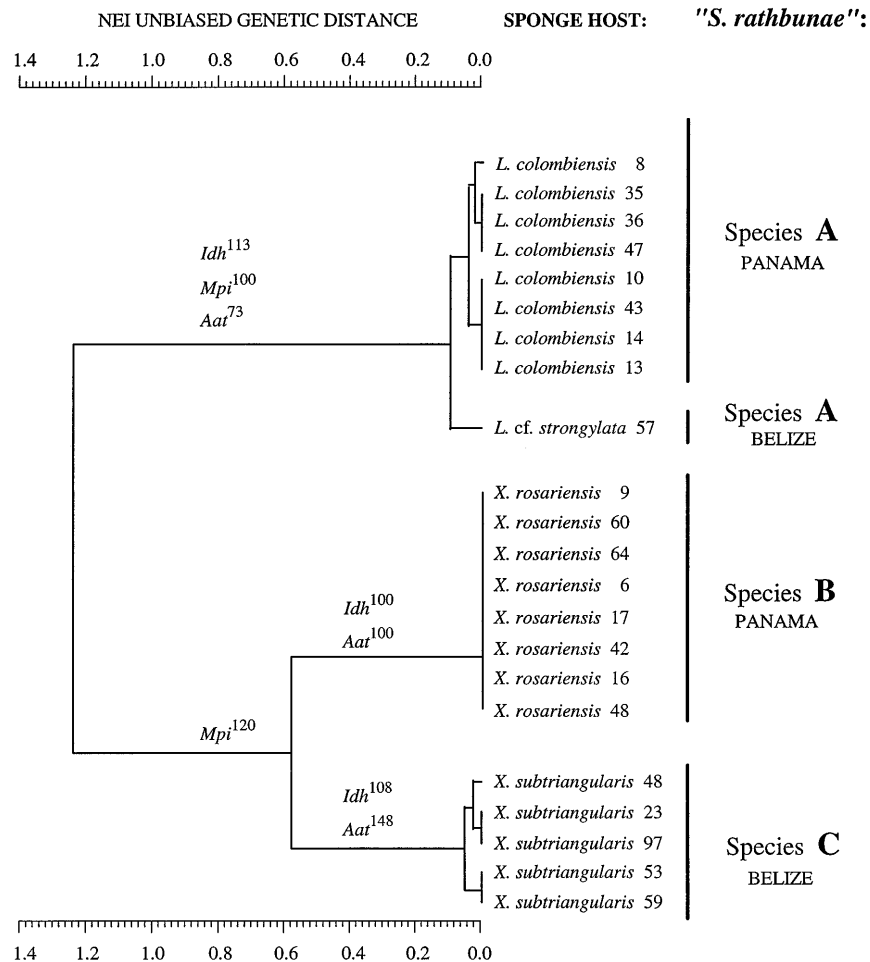 NEI UNBIASED GENETIC DISTANCE SPONGE HOST: "S. rathbunae":
1.4 1.2 1.0 0.8 0.6 0.4 0.2 0.0
L. colombiensis 8
L. colombiensis 35
L. colombiensis 36
L. colombiensis 47
L. colombiensis 10
L. colombiensis 43
L. colombiensis 14
L. colombiensis 13
Species A
PANAMA
Idh113
Mpi100
Aat73
L. cf. strongylata 57
Species A
BELIZE
X. rosariensis 9
X. rosariensis 60
X. rosariensis 64
X. rosariensis 6
X. rosariensis 17
X. rosariensis 42
X. rosariensis 16
X. rosariensis 48
Species B
PANAMA
Idh100
Aat100
Mpi120
Idh108
Aat148
X. subtriangularis 48
X. subtriangularis 23
X. subtriangularis 97
X. subtriangularis 53
X. subtriangularis 59
Species C
BELIZE
1.4 1.2 1.0 0.8 0.6 0.4 0.2 0.0